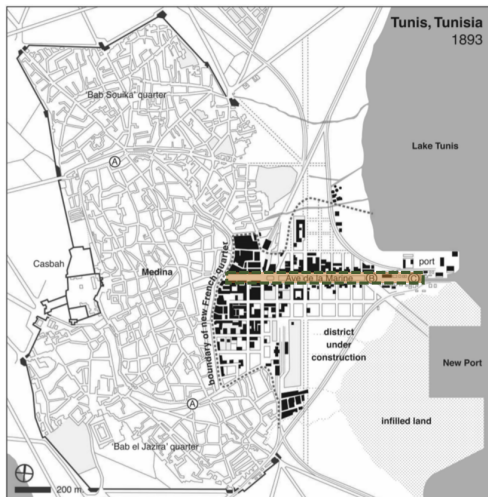 Tunis, Tunisia
1893
'Bab Souika' quarter
Lake Tunis
A
Casbah
Medina
boundary of new French quarter
port
Ave de la Marine
(B)
(C)
district
under
construction
New Port
A
infilled land
'Bab el Jazira' quarter
200 m